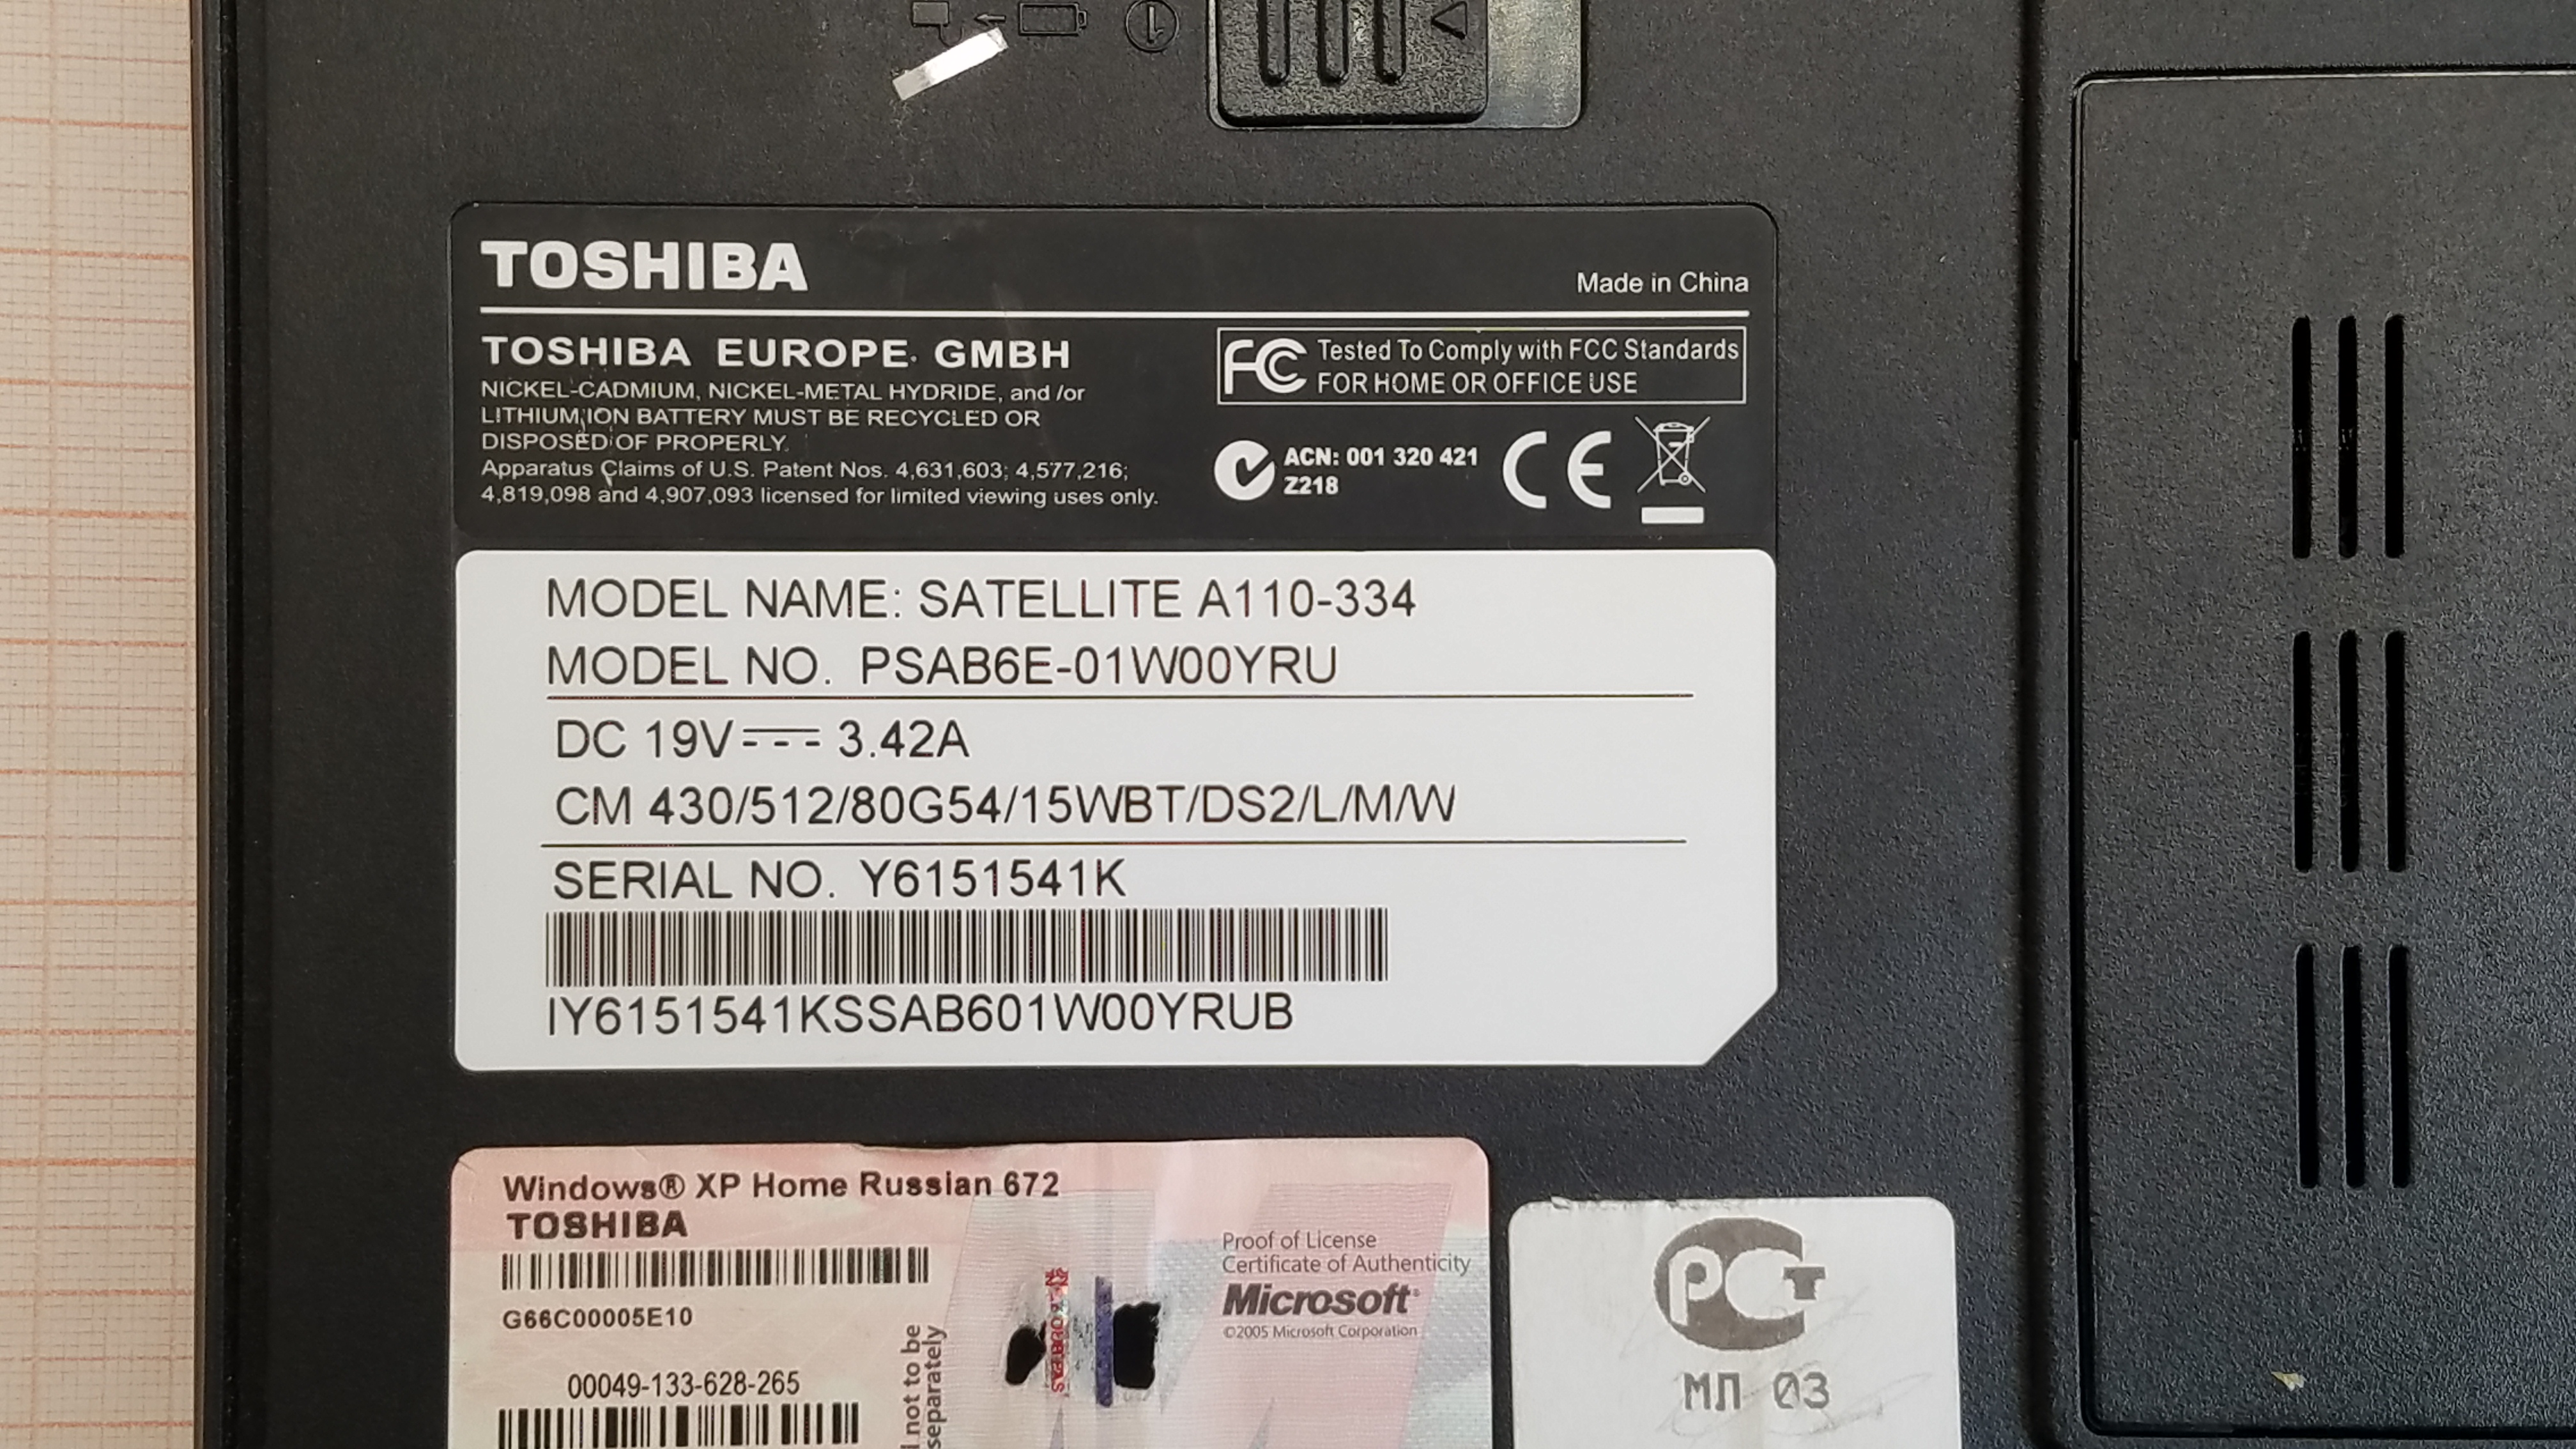 TOSHIBA
Made in China
TOSHIBA EUROPE GMBH
NICKEL-CADMIUM, NICKEL-METAL HYDRIDE, and /or
LITHIUM,ION BATTERY MUST BE RECYCLED OR
DISPOSED OF PROPERLY.
Apparatus Claims of U.S. Patent Nos. 4,631,603; 4,577,216;
4,819,098 and 4,907,093 licensed for limited viewing uses only.
FC Tested To Comply with FCC Standards
FOR HOME OR OFFICE USE
ACN: 001 320 421
Z218
CE
MODEL NAME: SATELLITE A110-334
MODEL NO. PSAB6E-01W00YRU
DC 19V 3.42A
CM 430/512/80G54/15WBT/DS2/L/M/W
SERIAL NO. Y6151541K
IY6151541KSSAB601W00YRUB
Windows® XP Home Russian 672
TOSHIBA
G66C00005E10
00049-133-628-265
not to be
separately
Proof of License
Certificate of Authenticity
Microsoft
©2005 Microsoft Corporation
РСТ
МП 03